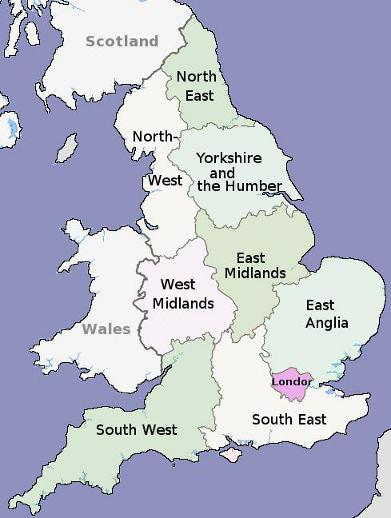 Scotland
North
East
North-
West
Yorkshire
and
the Humber
East
Midlands
West
Midlands
East
Anglia
Wales
London
South East
South West